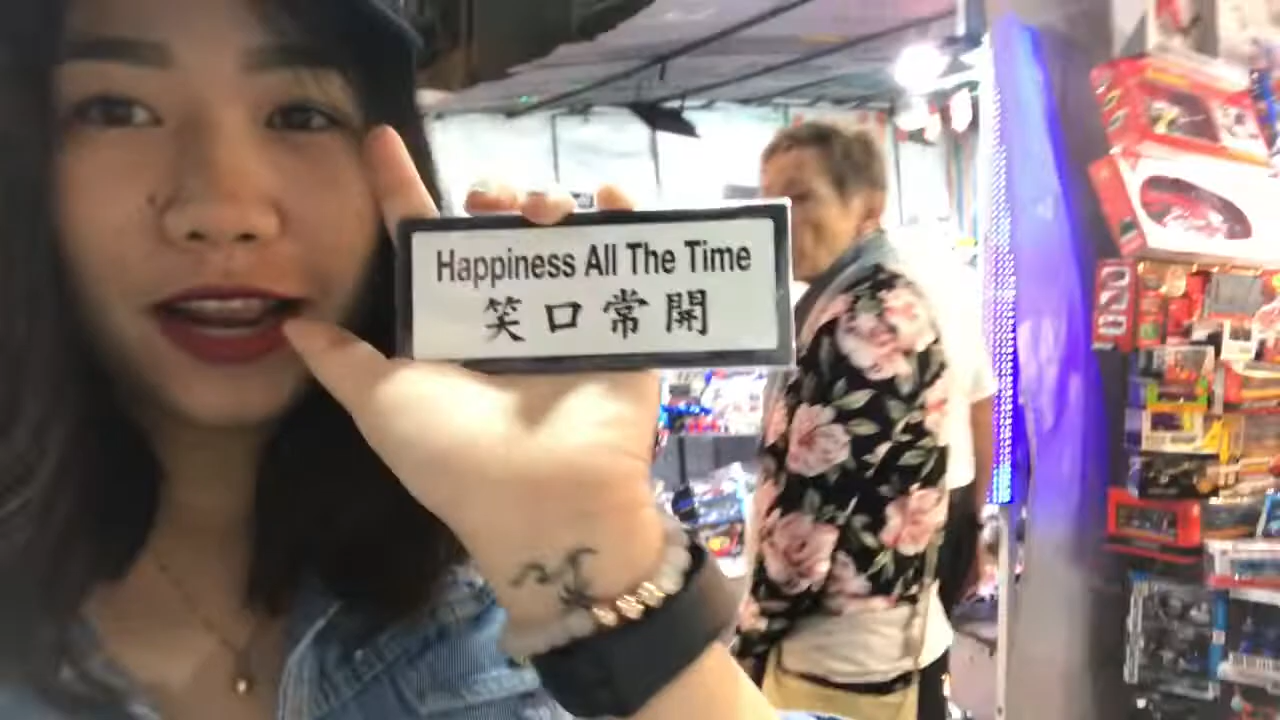 Happiness All The Time
笑口常開